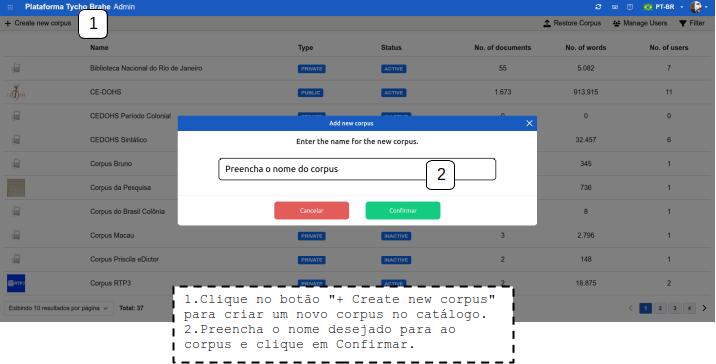 Plataforma Tycho Brahe Admin
PT-BR
+ Create new corpus
1
Restore Corpus
Manage Users
Filter
Name Type Status No. of documents No. of words No. of users
Biblioteca Nacional do Rio de Janeiro PRIVATE ACTIVE 55 5.082 7
CE-DOHS PUBLIC ACTIVE 1.673 913.915 11
CEDOHS Período Colonial 0 0 0
Add new corpus
Enter the name for the new corpus.
CEDOHS Sintático 32.457 6
Corpus Bruno 345 1
Preencha o nome do corpus
2
Corpus da Pesquisa 736 1
Corpus do Brasil Colônia 8 1
Cancelar Confirmar
Corpus Macau PRIVATE INACTIVE 3 2.796 1
Corpus Priscila eDictor PRIVATE INACTIVE 2 148 1
Corpus RTP3 PRIVATE ACTIVE 2 18.875 2
Exibindo 10 resultados por página Total: 37
1 2 3 4
1.Clique no botão "+ Create new corpus"
para criar um novo corpus no catálogo.
2.Preencha o nome desejado para ao
corpus e clique em Confirmar.